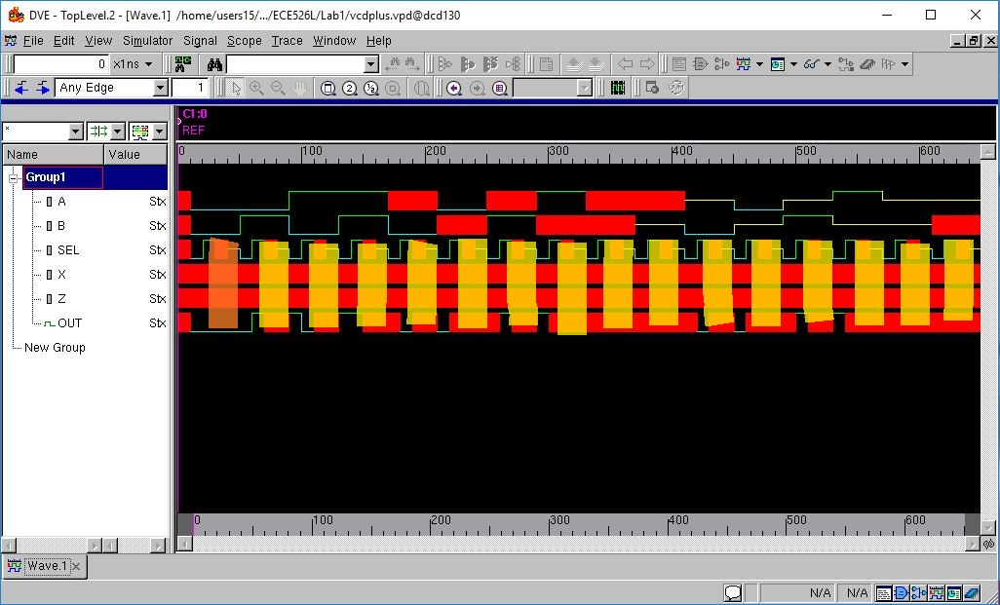 DVE - TopLevel.2 - [Wave.1] /home/users15/.../ECE526L/Lab1/vcdplus.vpd@dcd130
File Edit View Simulator Signal Scope Trace Window Help
0 x1ns
Any Edge 1
C1:0
REF
*
Name Value
0 100 200 300 400 500 600
Group1
A Stx
B Stx
SEL Stx
X Stx
Z Stx
OUT Stx
New Group
0 100 200 300 400 500 600
Wave.1
N/A N/A